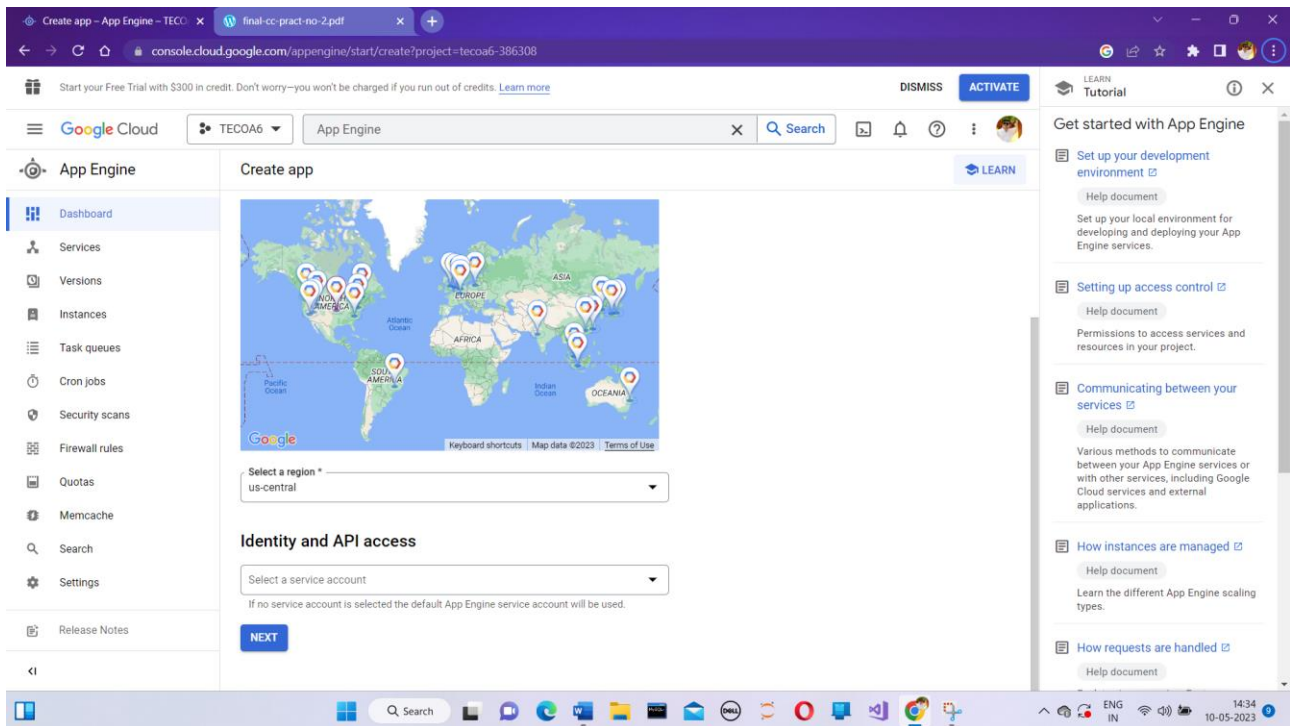 Create app – App Engine – TECO
final-cc-pract-no-2.pdf
console.cloud.google.com/appengine/start/create?project=tecoa6-386308
Start your Free Trial with $300 in credit. Don't worry—you won't be charged if you run out of credits. Learn more
DISMISS
ACTIVATE
Google Cloud
TECOA6
App Engine
Search
App Engine
Create app
LEARN
Dashboard
Services
Versions
Instances
Task queues
Cron jobs
Security scans
Firewall rules
Quotas
Memcache
Search
Settings
Release Notes
ASIA
EUROPE
AMERICA
Atlantic
Ocean
AFRICA
Pacific
Ocean
Indian
Ocean
OCEANIA
Google
Keyboard shortcuts
Map data ©2023
Terms of Use
Select a region *
us-central
Identity and API access
Select a service account
If no service account is selected the default App Engine service account will be used.
NEXT
LEARN
Tutorial
Get started with App Engine
Set up your development
environment
Help document
Set up your local environment for
developing and deploying your App
Engine services.
Setting up access control
Help document
Permissions to access services and
resources in your project.
Communicating between your
services
Help document
Various methods to communicate
between your App Engine services or
with other services, including Google
Cloud services and external
applications.
How instances are managed
Help document
Learn the different App Engine scaling
types.
How requests are handled
Help document
Search
ENG
IN
14:34
10-05-2023
9